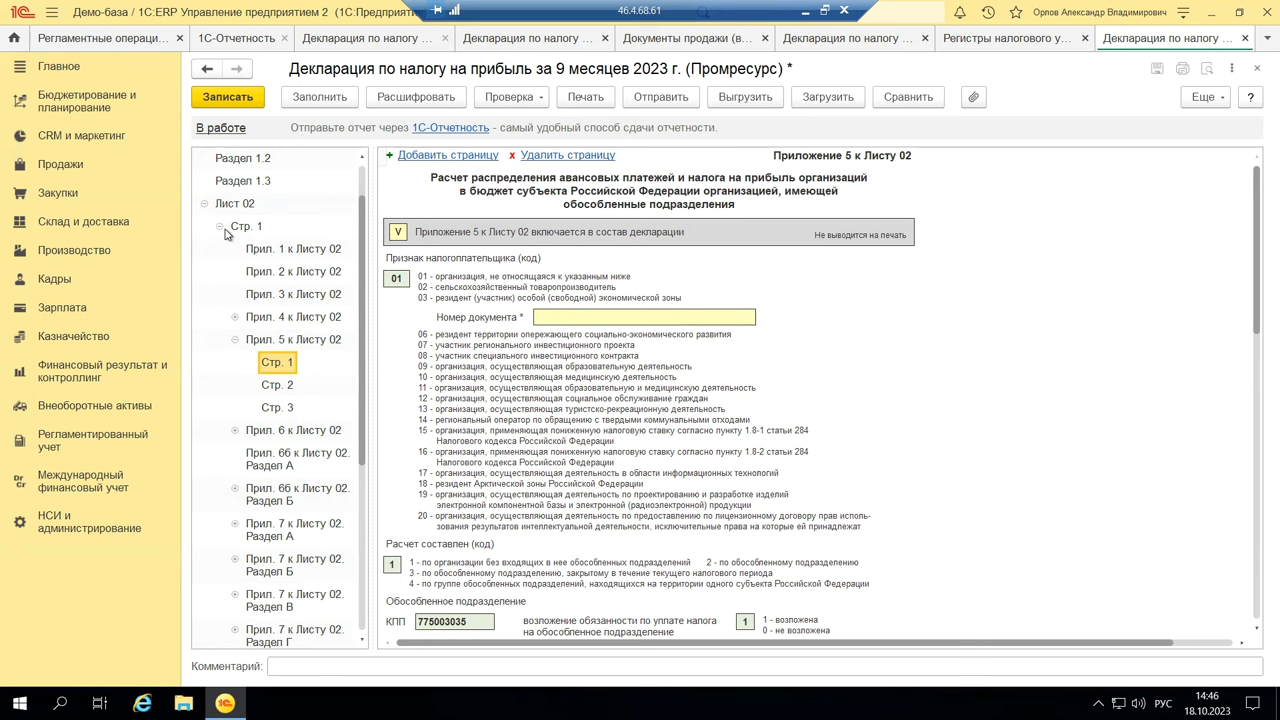 Демо-база / 1С:ERP Управление предприятием 2 (1С:Предприятие
46.4.68.61
Орлов Александр Владимирович
Регламентные операци...
1С-Отчетность
Декларация по налогу ...
Декларация по налогу ...
Документы продажи (в...
Декларация по налогу ...
Регистры налогового у...
Декларация по налогу ...
Главное
Бюджетирование и
планирование
CRM и маркетинг
Продажи
Закупки
Склад и доставка
Производство
Кадры
Зарплата
Казначейство
Финансовый результат и
контроллинг
Внеоборотные активы
Регламентированный
учет
Международный
финансовый учет
НСИ и
администрирование
Декларация по налогу на прибыль за 9 месяцев 2023 г. (Промресурс) *
Записать
Заполнить
Расшифровать
Проверка
Печать
Отправить
Выгрузить
Загрузить
Сравнить
Еще
?
В работе
Отправьте отчет через 1С-Отчетность - самый удобный способ сдачи отчетности.
Раздел 1.2
Раздел 1.3
Лист 02
Стр. 1
Прил. 1 к Листу 02
Прил. 2 к Листу 02
Прил. 3 к Листу 02
Прил. 4 к Листу 02
Прил. 5 к Листу 02
Стр. 1
Стр. 2
Стр. 3
Прил. 6 к Листу 02
Прил. 6б к Листу 02.
Раздел А
Прил. 6б к Листу 02.
Раздел Б
Прил. 7 к Листу 02.
Раздел А
Прил. 7 к Листу 02.
Раздел Б
Прил. 7 к Листу 02.
Раздел В
Прил. 7 к Листу 02.
Раздел Г
Добавить страницу
x Удалить страницу
Приложение 5 к Листу 02
Расчет распределения авансовых платежей и налога на прибыль организаций
в бюджет субъекта Российской Федерации организацией, имеющей
обособленные подразделения
V Приложение 5 к Листу 02 включается в состав декларации
Не выводится на печать
Признак налогоплательщика (код)
01
01 - организация, не относящаяся к указанным ниже
02 - сельскохозяйственный товаропроизводитель
03 - резидент (участник) особой (свободной) экономической зоны
Номер документа *
06 - резидент территории опережающего социально-экономического развития
07 - участник регионального инвестиционного проекта
08 - участник специального инвестиционного контракта
09 - организация, осуществляющая образовательную деятельность
10 - организация, осуществляющая медицинскую деятельность
11 - организация, осуществляющая образовательную и медицинскую деятельность
12 - организация, осуществляющая социальное обслуживание граждан
13 - организация, осуществляющая туристско-рекреационную деятельность
14 - региональный оператор по обращению с твердыми коммунальными отходами
15 - организация, применяющая пониженную налоговую ставку согласно пункту 1.8-1 статьи 284
Налогового кодекса Российской Федерации
16 - организация, применяющая пониженную налоговую ставку согласно пункту 1.8-2 статьи 284
Налогового кодекса Российской Федерации
17 - организация, осуществляющая деятельность в области информационных технологий
18 - резидент Арктической зоны Российской Федерации
19 - организация, осуществляющая деятельность по проектированию и разработке изделий
электронной компонентной базы и электронной (радиоэлектронной) продукции
20 - организация, осуществляющая деятельность по предоставлению по лицензионному договору прав исполь-
зования результатов интеллектуальной деятельности, исключительные права на которые ей принадлежат
Расчет составлен (код)
1
1 - по организации без входящих в нее обособленных подразделений 2 - по обособленному подразделению
3 - по обособленному подразделению, закрытому в течение текущего налогового периода
4 - по группе обособленных подразделений, находящихся на территории одного субъекта Российской Федерации
Обособленное подразделение
КПП 775003035
возложение обязанности по уплате налога
на обособленное подразделение
1
1 - возложена
0 - не возложена
Комментарий:
РУС
14:46
18.10.2023